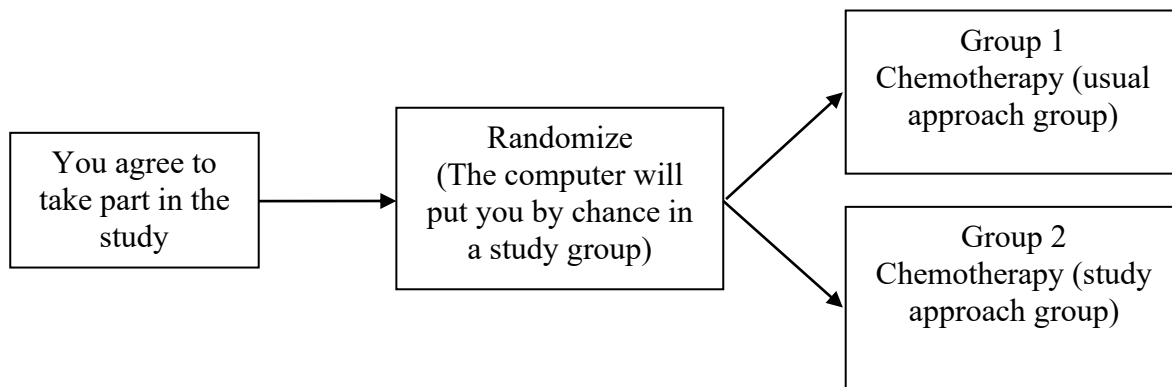 You agree to
take part in the
study
Randomize
(The computer will
put you by chance in
a study group)
Group 1
Chemotherapy (usual
approach group)
Group 2
Chemotherapy (study
approach group)